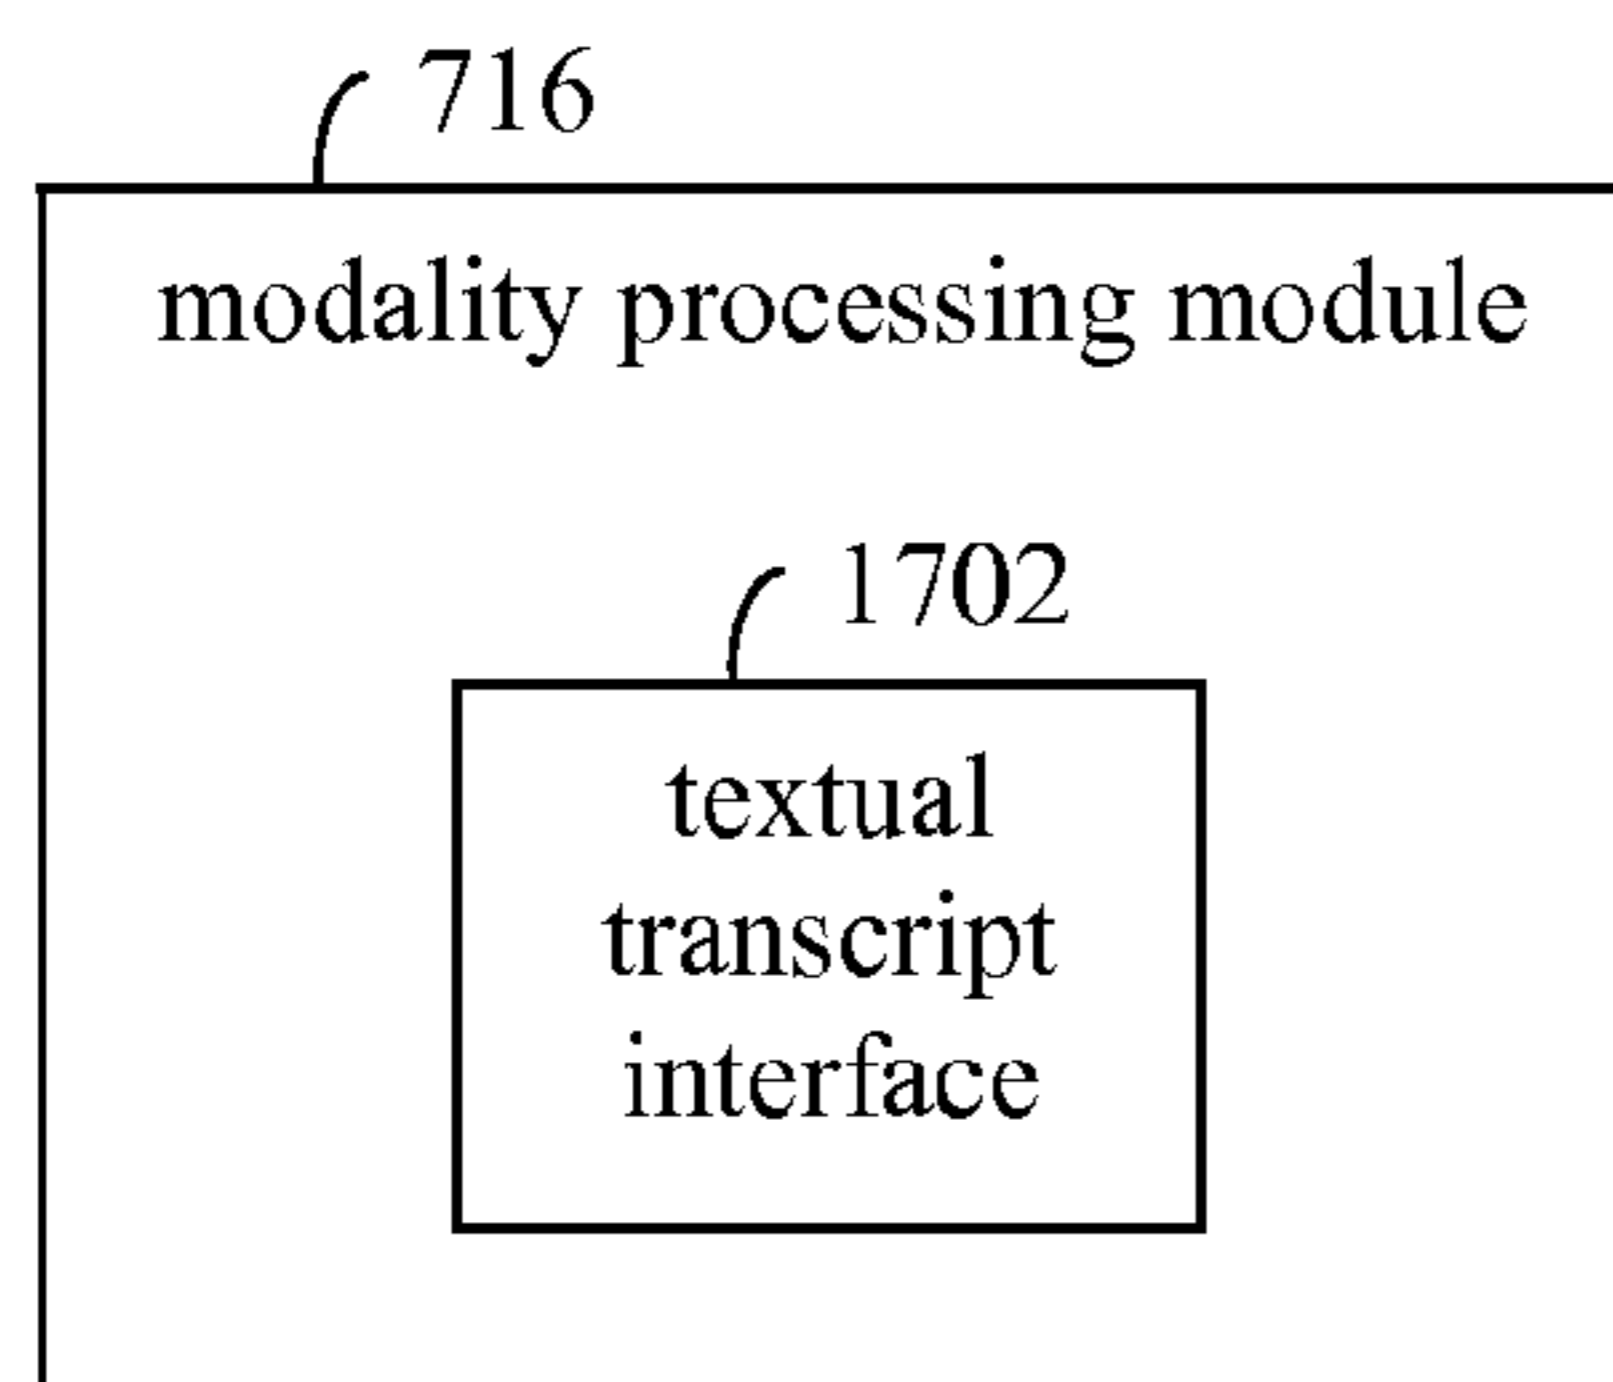 716
modality processing module
1702
textual
transcript
interface